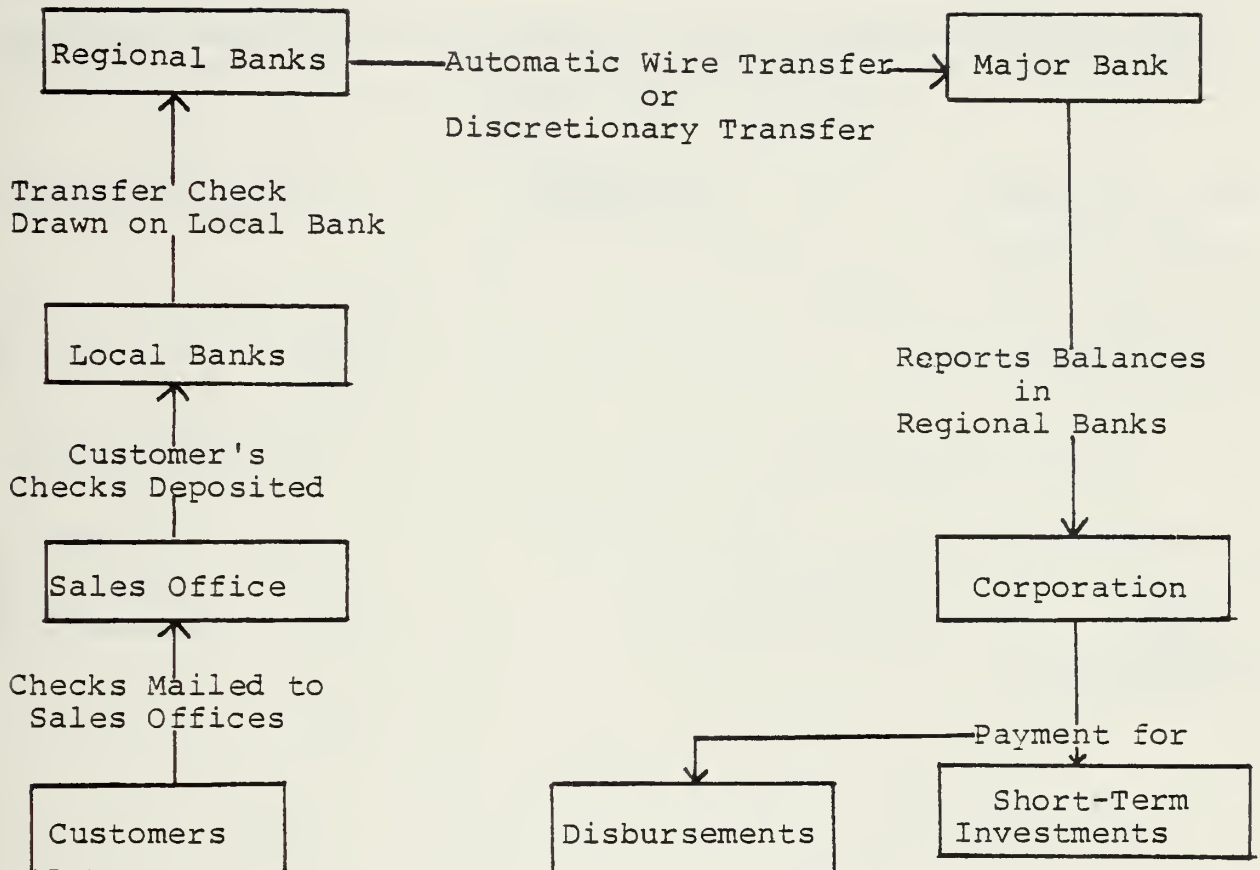 Regional Banks
Automatic Wire Transfer
or
Discretionary Transfer
Major Bank
Transfer Check
Drawn on Local Bank
Local Banks
Reports Balances
in
Regional Banks
Customer's
Checks Deposited
Sales Office
Corporation
Checks Mailed to
Sales Offices
Payment for
Customers
Disbursements
Short-Term
Investments